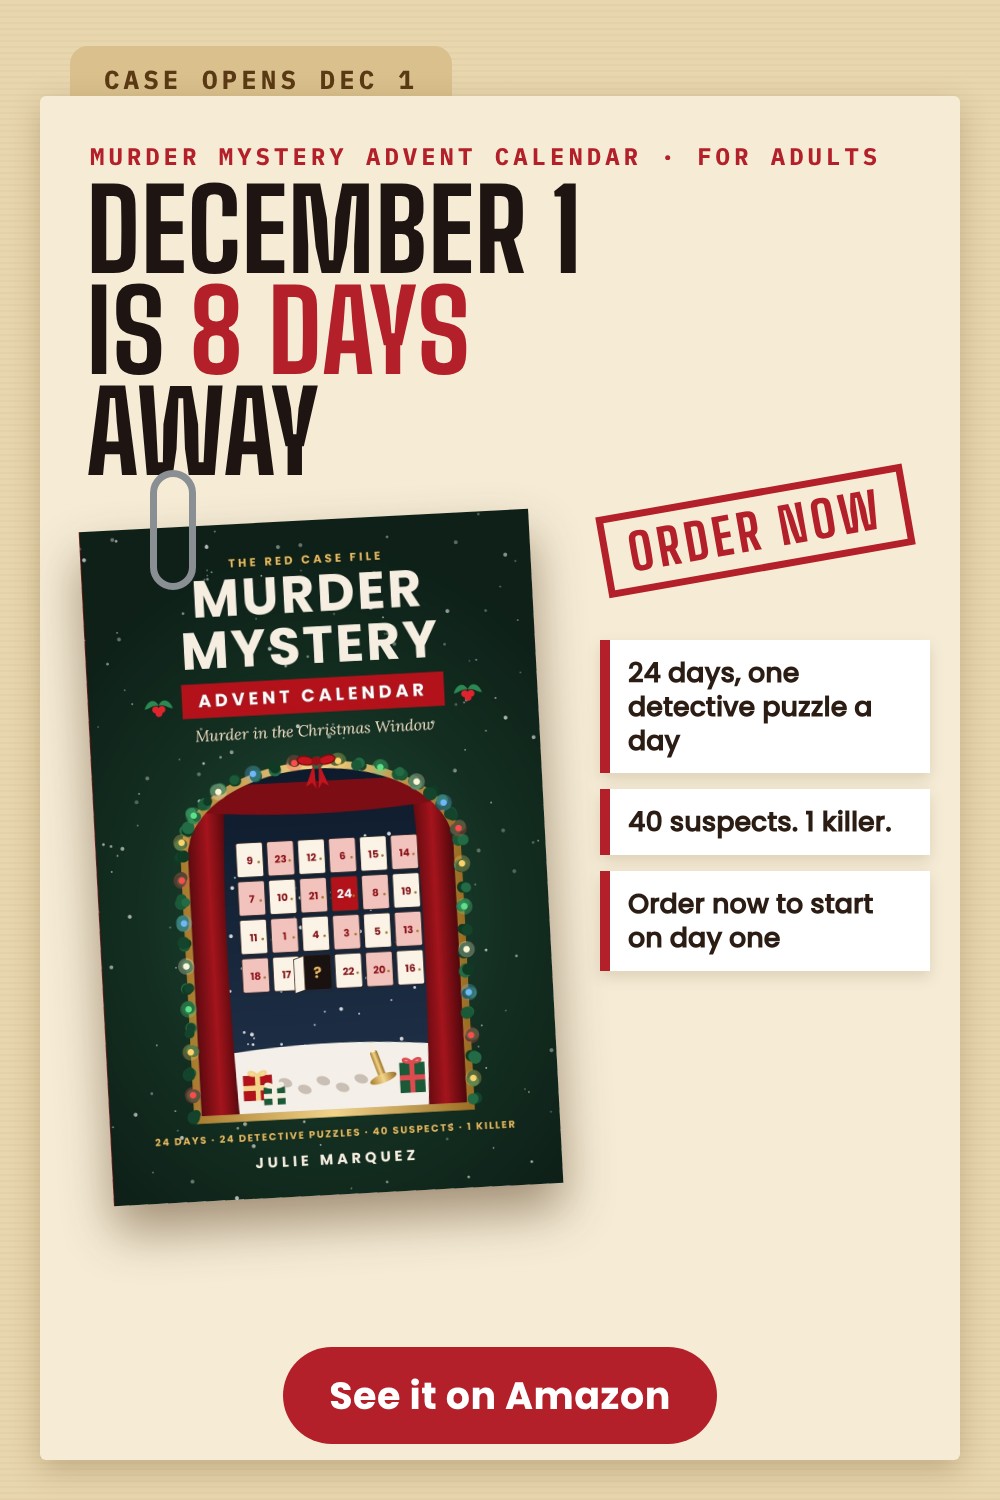 CASE OPENS DEC 1
MURDER MYSTERY ADVENT CALENDAR · FOR ADULTS
DECEMBER 1
IS 8 DAYS
AWAY
ORDER NOW
THE RED CASE FILE
MURDER
MYSTERY
ADVENT CALENDAR
Murder in the Christmas Window
9 23 12 6 15 14
7 10 21 24 8 19
11 1 4 3 5 13
18 17 ? 22 20 16
24 DAYS · 24 DETECTIVE PUZZLES · 40 SUSPECTS · 1 KILLER
JULIE MARQUEZ
24 days, one
detective puzzle a
day
40 suspects. 1 killer.
Order now to start
on day one
See it on Amazon